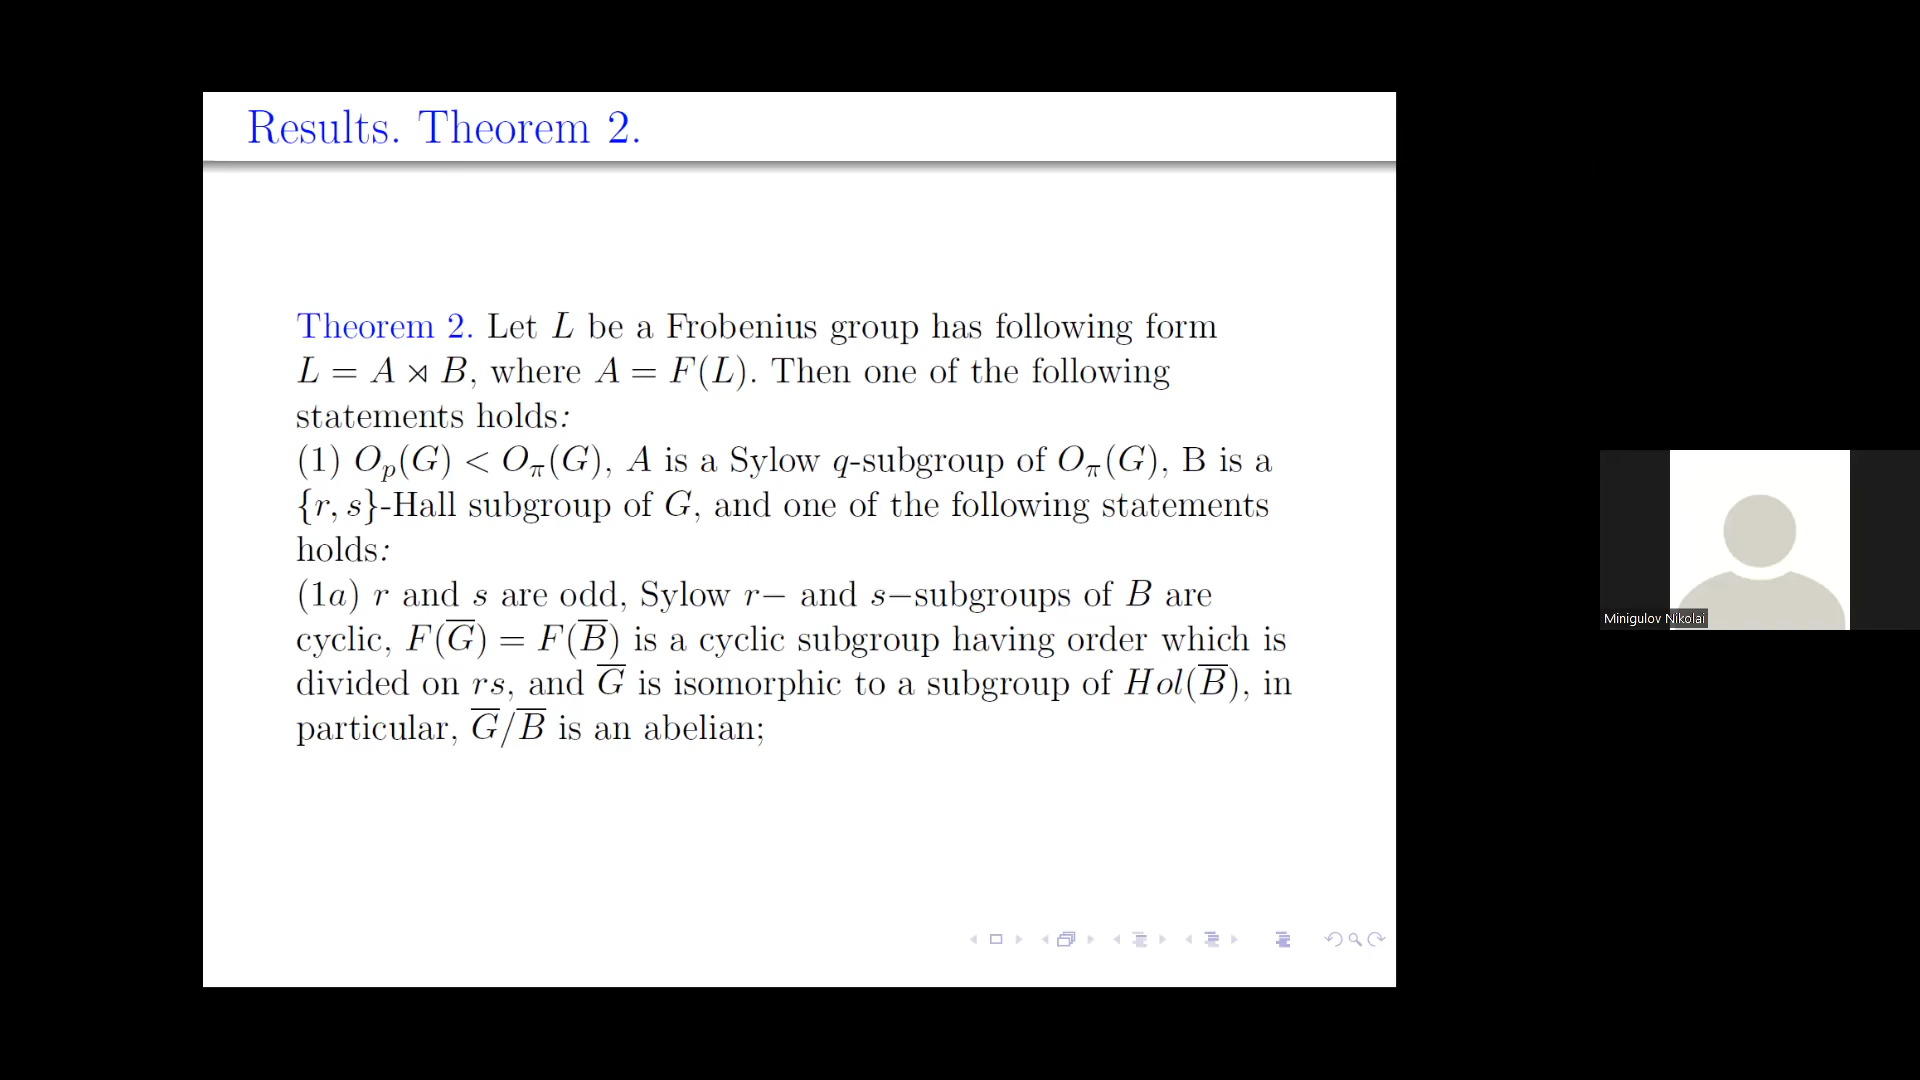 Results. Theorem 2.
Theorem 2. Let L be a Frobenius group has following form
L = A ⋊ B, where A = F(L). Then one of the following
statements holds:
(1) O_p(G) < O_π(G), A is a Sylow q-subgroup of O_π(G), B is a
{r, s}-Hall subgroup of G, and one of the following statements
holds:
(1a) r and s are odd, Sylow r− and s−subgroups of B are
cyclic, F(G̅) = F(B̅) is a cyclic subgroup having order which is
divided on rs, and G̅ is isomorphic to a subgroup of Hol(B̅), in
particular, G̅/B̅ is an abelian;
Minigulov Nikolai